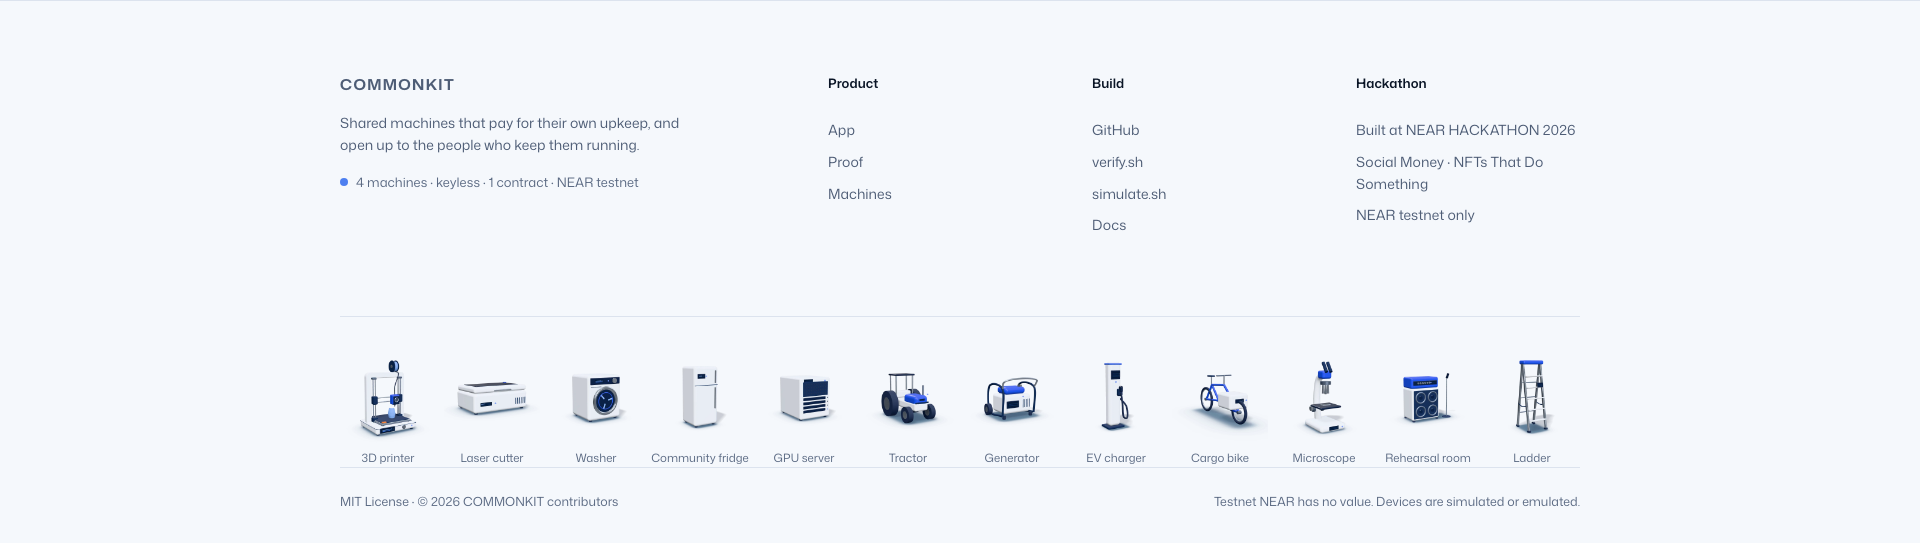 COMMONKIT
Shared machines that pay for their own upkeep, and
open up to the people who keep them running.
4 machines · keyless · 1 contract · NEAR testnet
Product
App
Proof
Machines
Build
GitHub
verify.sh
simulate.sh
Docs
Hackathon
Built at NEAR HACKATHON 2026
Social Money · NFTs That Do
Something
NEAR testnet only
3D printer
Laser cutter
Washer
Community fridge
GPU server
Tractor
Generator
EV charger
Cargo bike
Microscope
Rehearsal room
Ladder
MIT License · © 2026 COMMONKIT contributors
Testnet NEAR has no value. Devices are simulated or emulated.